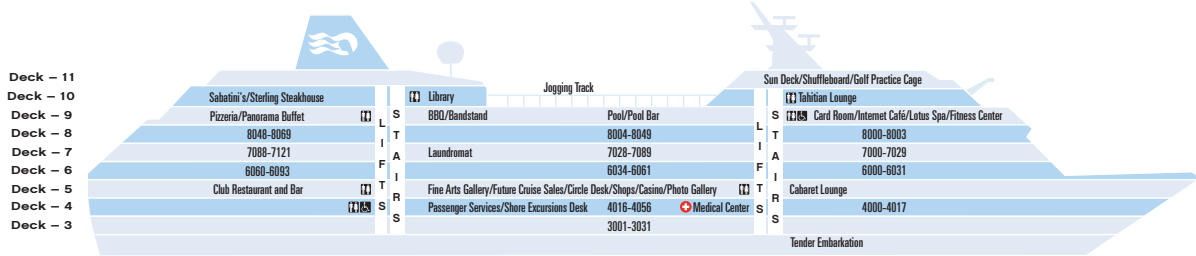 Deck – 11 Sun Deck/Shuffleboard/Golf Practice Cage
Jogging Track
Deck – 10 Sabatini's/Sterling Steakhouse Library Tahitian Lounge
Deck – 9 Pizzeria/Panorama Buffet BBQ/Bandstand Pool/Pool Bar Card Room/Internet Café/Lotus Spa/Fitness Center
Deck – 8 8048-8069 8004-8049 8000-8003
Deck – 7 7088-7121 Laundromat 7028-7089 7000-7029
Deck – 6 6060-6093 6034-6061 6000-6031
Deck – 5 Club Restaurant and Bar Fine Arts Gallery/Future Cruise Sales/Circle Desk/Shops/Casino/Photo Gallery Cabaret Lounge
Deck – 4 Passenger Services/Shore Excursions Desk 4016-4056 Medical Center 4000-4017
Deck – 3 3001-3031
Tender Embarkation
LIFTS
STAIRS
LIFTS
STAIRS